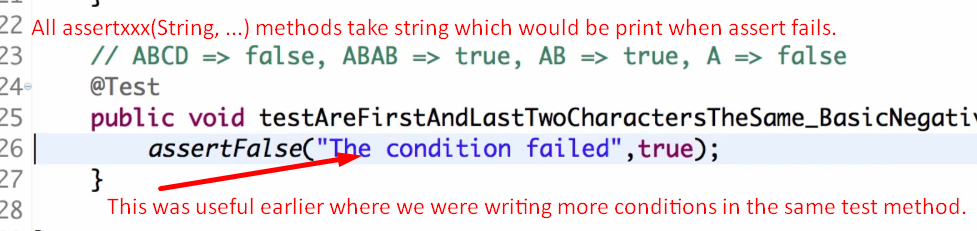 22 All assertxxx(String, ...) methods take string which would be print when assert fails.
23 // ABCD => false, ABAB => true, AB => true, A => false
24 @Test
25 public void testAreFirstAndLastTwoCharactersTheSame_BasicNegativ
26 assertFalse("The condition failed",true);
27 }
28 This was useful earlier where we were writing more conditions in the same test method.